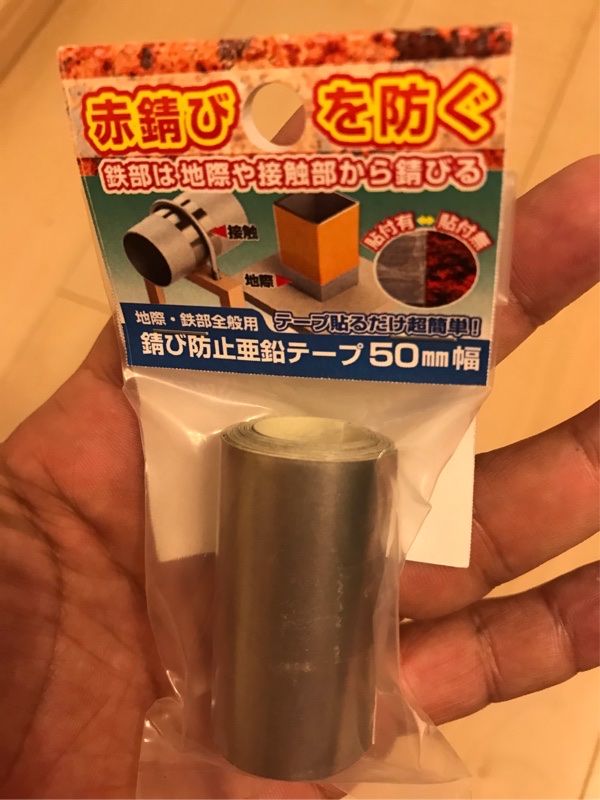 赤錆びを防ぐ
鉄部は地際や接触部から錆びる
接触
地際
貼付有 貼付無
地際・鉄部全般用 テープ貼るだけ超簡単!
錆び防止亜鉛テープ50mm幅